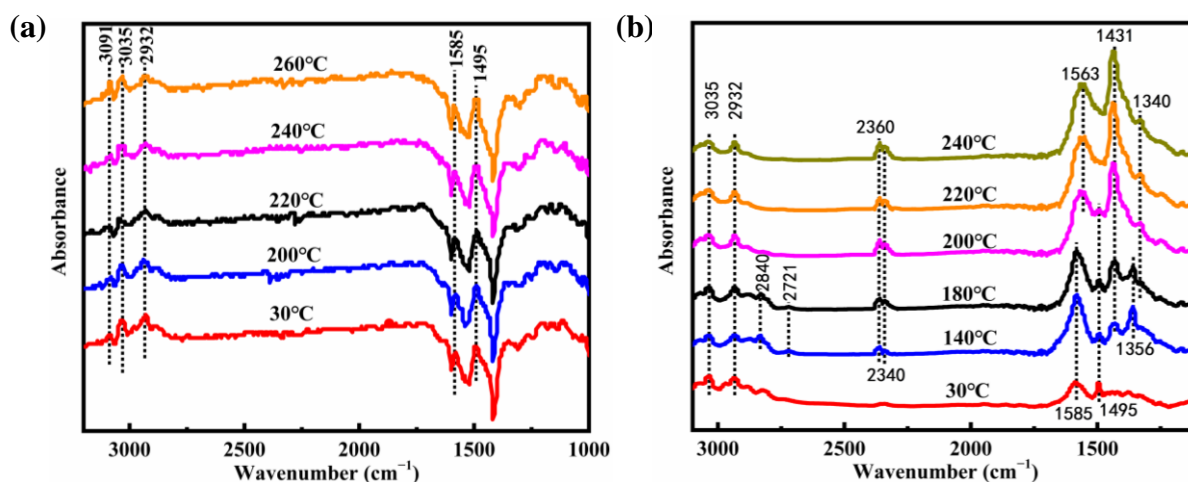 (a)
3091
3035
2932
1585
1495
260°C
240°C
220°C
200°C
30°C
Absorbance
3000
2500
2000
1500
1000
Wavenumber (cm⁻¹)
(b)
3035
2932
2840
2721
2360
2340
1563
1431
1340
1356
1585
1495
240°C
220°C
200°C
180°C
140°C
30°C
Absorbance
3000
2500
2000
1500
Wavenumber (cm⁻¹)